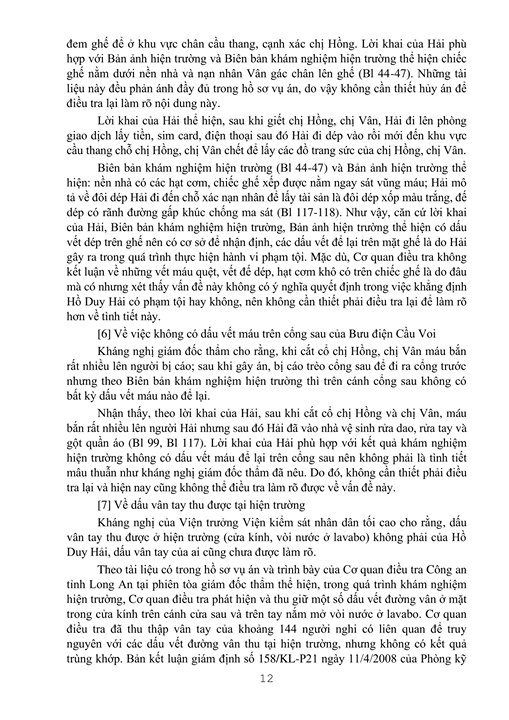 đem ghế để ở khu vực chân cầu thang, cạnh xác chị Hồng. Lời khai của Hải phù
hợp với Bản ảnh hiện trường và Biên bản khám nghiệm hiện trường thể hiện chiếc
ghế nằm dưới nền nhà và nạn nhân Vân gác chân lên ghế (Bl 44-47). Những tài
liệu này đều phản ánh đầy đủ trong hồ sơ vụ án, do vậy không cần thiết hủy án để
điều tra lại làm rõ nội dung này.
Lời khai của Hải thể hiện, sau khi giết chị Hồng, chị Vân, Hải đi lên phòng
giao dịch lấy tiền, sim card, điện thoại sau đó Hải đi dép vào rồi mới đến khu vực
cầu thang chỗ chị Hồng, chị Vân chết để lấy các đồ trang sức của chị Hồng, chị Vân.
Biên bản khám nghiệm hiện trường (Bl 44-47) và Bản ảnh hiện trường thể
hiện: nền nhà có các hạt cơm, chiếc ghế xếp được nằm ngay sát vũng máu; Hải mô
tả về đôi dép Hải đi đến chỗ xác nạn nhân để lấy tài sản là đôi dép xốp màu trắng, đế
dép có rãnh đường gấp khúc chống ma sát (Bl 117-118). Như vậy, căn cứ lời khai
của Hải, Biên bản khám nghiệm hiện trường, Bản ảnh hiện trường thể hiện có dấu
vết dép trên ghế nên có cơ sở để nhận định, các dấu vết để lại trên mặt ghế là do Hải
gây ra trong quá trình thực hiện hành vi phạm tội. Mặc dù, Cơ quan điều tra không
kết luận về những vết máu quệt, vết đế dép, hạt cơm khô có trên chiếc ghế là do đâu
mà có nhưng xét thấy vấn đề này không có ý nghĩa quyết định trong việc khẳng định
Hồ Duy Hải có phạm tội hay không, nên không cần thiết phải điều tra lại để làm rõ
hơn về tình tiết này.
[6] Về việc không có dấu vết máu trên cổng sau của Bưu điện Cầu Voi
Kháng nghị giám đốc thẩm cho rằng, khi cắt cổ chị Hồng, chị Vân máu bắn
rất nhiều lên người bị cáo; sau khi gây án, bị cáo trèo cổng sau để đi ra cổng trước
nhưng theo Biên bản khám nghiệm hiện trường thì trên cánh cổng sau không có
bất kỳ dấu vết máu nào để lại.
Nhận thấy, theo lời khai của Hải, sau khi cắt cổ chị Hồng và chị Vân, máu
bắn rất nhiều lên người Hải nhưng sau đó Hải đã vào nhà vệ sinh rửa dao, rửa tay và
gột quần áo (Bl 99, Bl 117). Lời khai của Hải phù hợp với kết quả khám nghiệm
hiện trường không có dấu vết máu để lại trên cổng sau nên không phải là tình tiết
mâu thuẫn như kháng nghị giám đốc thẩm đã nêu. Do đó, không cần thiết phải điều
tra lại và hiện nay cũng không thể điều tra làm rõ được về vấn đề này.
[7] Về dấu vân tay thu được tại hiện trường
Kháng nghị của Viện trưởng Viện kiểm sát nhân dân tối cao cho rằng, dấu
vân tay thu được ở hiện trường (cửa kính, vòi nước ở lavabo) không phải của Hồ
Duy Hải, dấu vân tay của ai cũng chưa được làm rõ.
Theo tài liệu có trong hồ sơ vụ án và trình bày của Cơ quan điều tra Công an
tỉnh Long An tại phiên tòa giám đốc thẩm thể hiện, trong quá trình khám nghiệm
hiện trường, Cơ quan điều tra phát hiện và thu giữ một số dấu vết đường vân ở mặt
trong cửa kính trên cánh cửa sau và trên tay nắm mở vòi nước ở lavabo. Cơ quan
điều tra đã thu thập vân tay của khoảng 144 người nghi có liên quan để truy
nguyên với các dấu vết đường vân thu tại hiện trường, nhưng không có kết quả
trùng khớp. Bản kết luận giám định số 158/KL-P21 ngày 11/4/2008 của Phòng kỹ
12